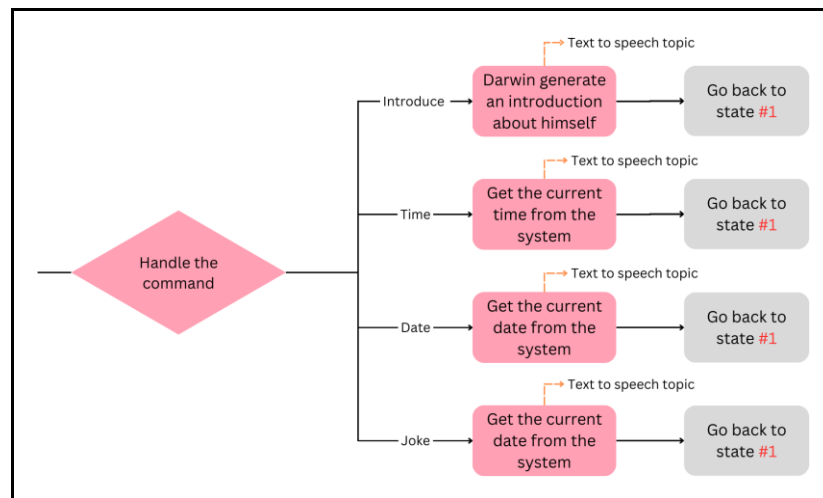 Text to speech topic
Introduce
Darwin generate
an introduction
about himself
Go back to
state #1
Text to speech topic
Time
Get the current
time from the
system
Go back to
state #1
Handle the
command
Text to speech topic
Date
Get the current
date from the
system
Go back to
state #1
Text to speech topic
Joke
Get the current
date from the
system
Go back to
state #1